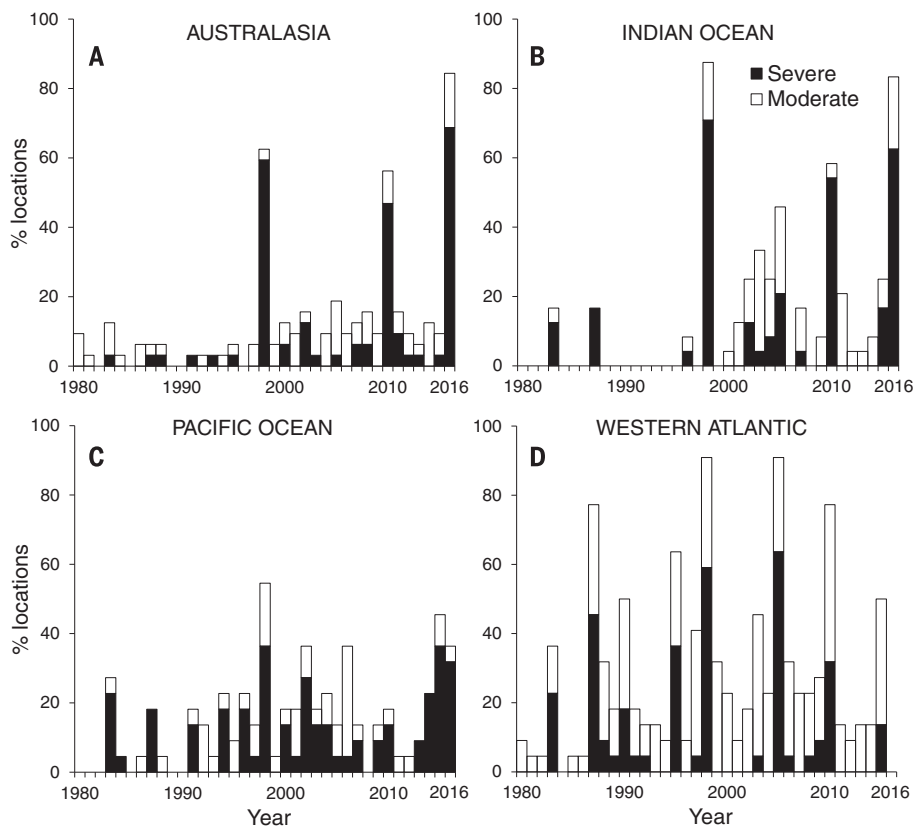 AUSTRALASIA
A
% locations
100
80
60
40
20
0
1980 1990 2000 2010 2016
INDIAN OCEAN
B
Severe
Moderate
100
80
60
40
20
0
1980 1990 2000 2010 2016
PACIFIC OCEAN
C
% locations
100
80
60
40
20
0
1980 1990 2000 2010 2016
Year
WESTERN ATLANTIC
D
100
80
60
40
20
0
1980 1990 2000 2010 2016
Year